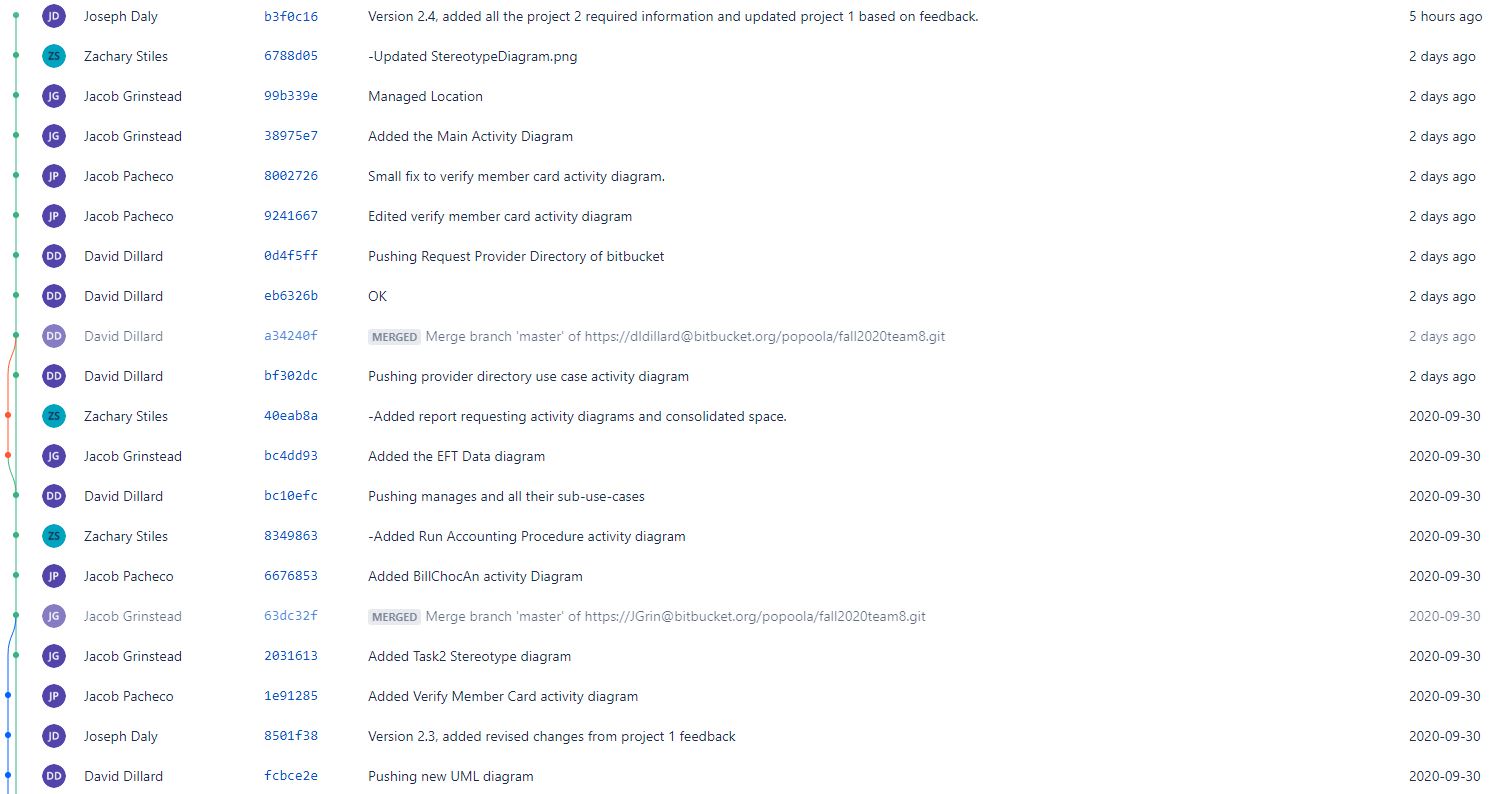 JD Joseph Daly b3f0c16 Version 2.4, added all the project 2 required information and updated project 1 based on feedback. 5 hours ago
ZS Zachary Stiles 6788d05 -Updated StereotypeDiagram.png 2 days ago
JG Jacob Grinstead 99b339e Managed Location 2 days ago
JG Jacob Grinstead 38975e7 Added the Main Activity Diagram 2 days ago
JP Jacob Pacheco 8002726 Small fix to verify member card activity diagram. 2 days ago
JP Jacob Pacheco 9241667 Edited verify member card activity diagram 2 days ago
DD David Dillard 0d4f5ff Pushing Request Provider Directory of bitbucket 2 days ago
DD David Dillard eb6326b OK 2 days ago
DD David Dillard a34240f MERGED Merge branch 'master' of https://dldillard@bitbucket.org/popoola/fall2020team8.git 2 days ago
DD David Dillard bf302dc Pushing provider directory use case activity diagram 2 days ago
ZS Zachary Stiles 40eab8a -Added report requesting activity diagrams and consolidated space. 2020-09-30
JG Jacob Grinstead bc4dd93 Added the EFT Data diagram 2020-09-30
DD David Dillard bc10efc Pushing manages and all their sub-use-cases 2020-09-30
ZS Zachary Stiles 8349863 -Added Run Accounting Procedure activity diagram 2020-09-30
JP Jacob Pacheco 6676853 Added BillChocAn activity Diagram 2020-09-30
JG Jacob Grinstead 63dc32f MERGED Merge branch 'master' of https://JGrin@bitbucket.org/popoola/fall2020team8.git 2020-09-30
JG Jacob Grinstead 2031613 Added Task2 Stereotype diagram 2020-09-30
JP Jacob Pacheco 1e91285 Added Verify Member Card activity diagram 2020-09-30
JD Joseph Daly 8501f38 Version 2.3, added revised changes from project 1 feedback 2020-09-30
DD David Dillard fcbce2e Pushing new UML diagram 2020-09-30